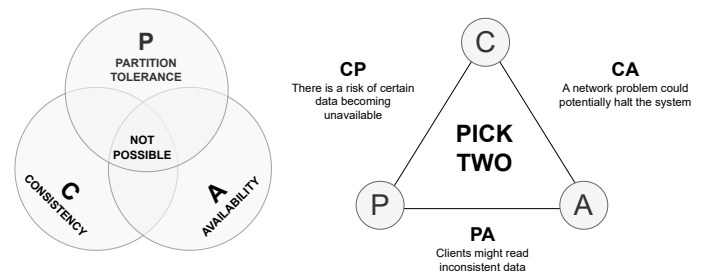 P
PARTITION
TOLERANCE
NOT
POSSIBLE
C
CONSISTENCY
A
AVAILABILITY
C
CP
There is a risk of certain
data becoming
unavailable
CA
A network problem could
potentially halt the system
PICK
TWO
P
A
PA
Clients might read
inconsistent data